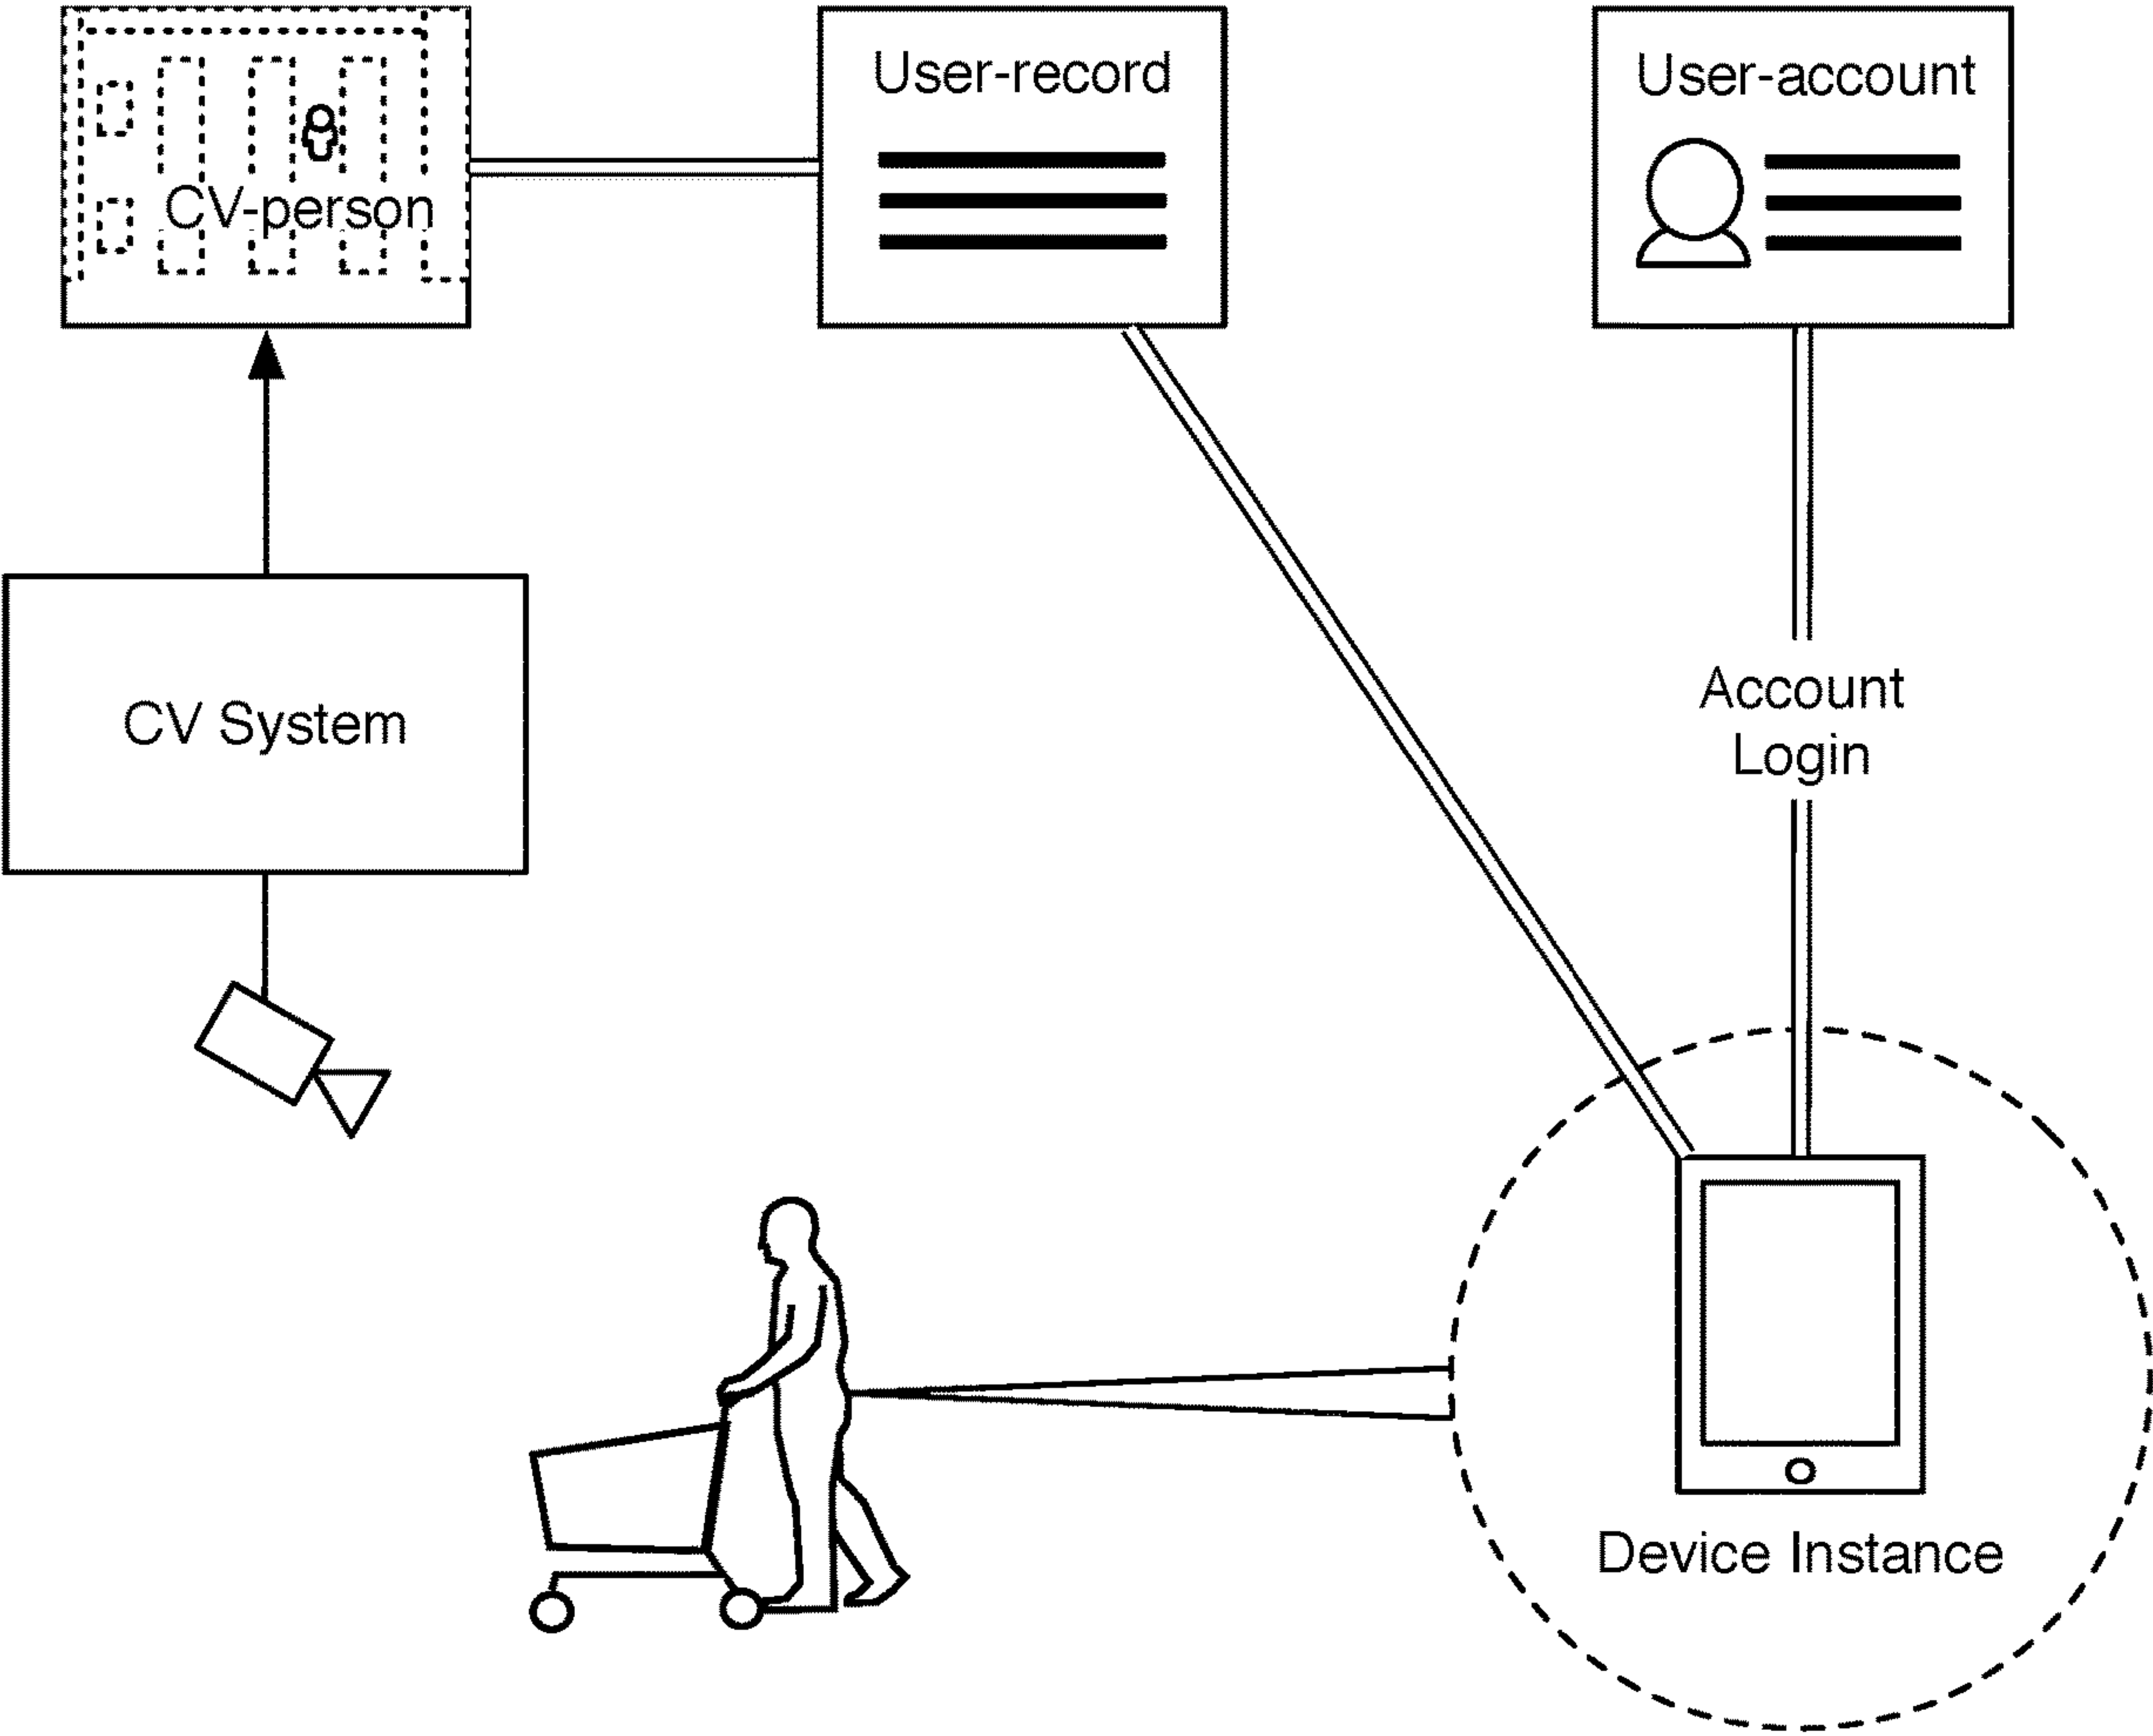 CV-person
User-record
User-account
CV System
Account
Login
Device Instance